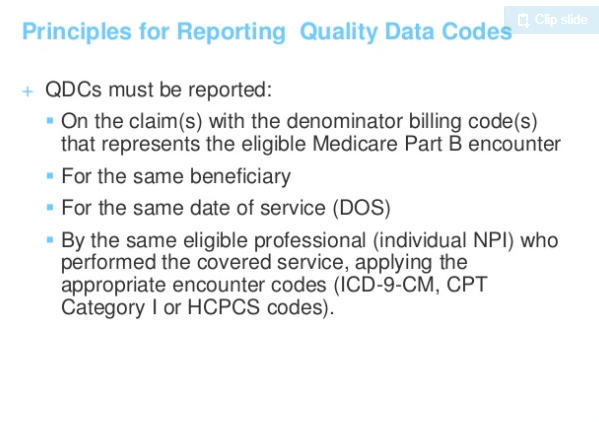 Clip slide
Principles for Reporting Quality Data Codes
+ QDCs must be reported:
▪ On the claim(s) with the denominator billing code(s)
that represents the eligible Medicare Part B encounter
▪ For the same beneficiary
▪ For the same date of service (DOS)
▪ By the same eligible professional (individual NPI) who
performed the covered service, applying the
appropriate encounter codes (ICD-9-CM, CPT
Category I or HCPCS codes).